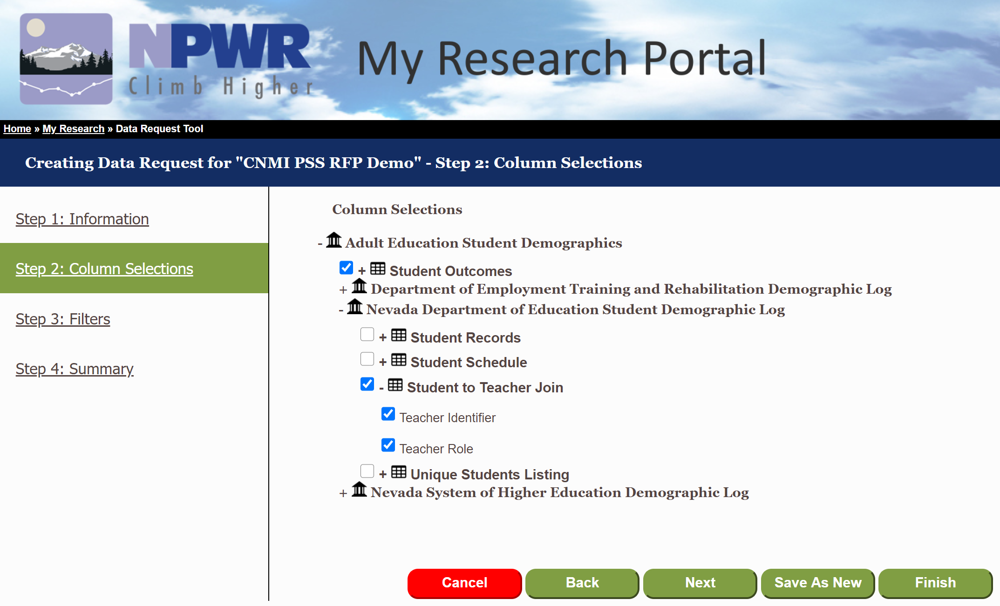 NPWR
Climb Higher
My Research Portal
Home » My Research » Data Request Tool
Creating Data Request for "CNMI PSS RFP Demo" - Step 2: Column Selections
Step 1: Information
Step 2: Column Selections
Step 3: Filters
Step 4: Summary
Column Selections
- Adult Education Student Demographics
+ Student Outcomes
+ Department of Employment Training and Rehabilitation Demographic Log
- Nevada Department of Education Student Demographic Log
+ Student Records
+ Student Schedule
- Student to Teacher Join
Teacher Identifier
Teacher Role
+ Unique Students Listing
+ Nevada System of Higher Education Demographic Log
Cancel Back Next Save As New Finish